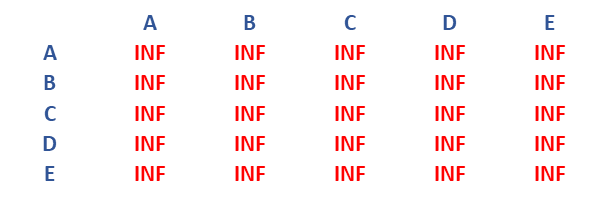 A B C D E
A INF INF INF INF INF
B INF INF INF INF INF
C INF INF INF INF INF
D INF INF INF INF INF
E INF INF INF INF INF